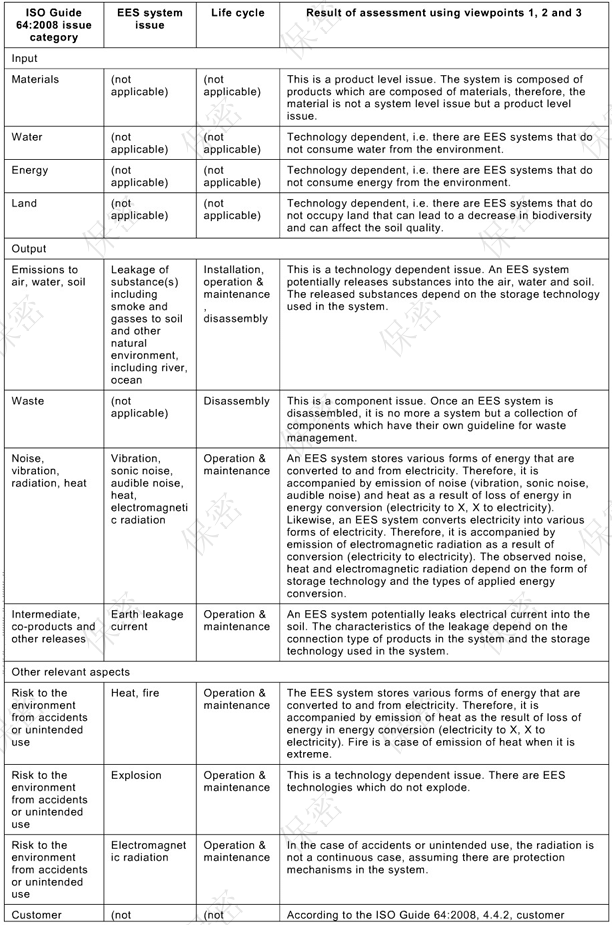 ISO Guide 64:2008 issue category
EES system issue
Life cycle
Result of assessment using viewpoints 1, 2 and 3
Input
Materials
(not applicable)
(not applicable)
This is a product level issue. The system is composed of
products which are composed of materials, therefore, the
material is not a system level issue but a product level
issue.
Water
(not applicable)
(not applicable)
Technology dependent, i.e. there are EES systems that do
not consume water from the environment.
Energy
(not applicable)
(not applicable)
Technology dependent, i.e. there are EES systems that do
not consume energy from the environment.
Land
(not applicable)
(not applicable)
Technology dependent, i.e. there are EES systems that do
not occupy land that can lead to a decrease in biodiversity
and can affect the soil quality.
Output
Emissions to
air, water, soil
Leakage of
substance(s)
including
smoke and
gasses to soil
and other
natural
environment,
including river,
ocean
Installation,
operation &
maintenance
,
disassembly
This is a technology dependent issue. An EES system
potentially releases substances into the air, water and soil.
The released substances depend on the storage technology
used in the system.
Waste
(not applicable)
Disassembly
This is a component issue. Once an EES system is
disassembled, it is no more a system but a collection of
components which have their own guideline for waste
management.
Noise,
vibration,
radiation, heat
Vibration,
sonic noise,
audible noise,
heat,
electromagneti
c radiation
Operation &
maintenance
An EES system stores various forms of energy that are
converted to and from electricity. Therefore, it is
accompanied by emission of noise (vibration, sonic noise,
audible noise) and heat as a result of loss of energy in
energy conversion (electricity to X, X to electricity).
Likewise, an EES system converts electricity into various
forms of electricity. Therefore, it is accompanied by
emission of electromagnetic radiation as a result of
conversion (electricity to electricity). The observed noise,
heat and electromagnetic radiation depend on the form of
storage technology and the types of applied energy
conversion.
Intermediate,
co-products and
other releases
Earth leakage
current
Operation &
maintenance
An EES system potentially leaks electrical current into the
soil. The characteristics of the leakage depend on the
connection type of products in the system and the storage
technology used in the system.
Other relevant aspects
Risk to the
environment
from accidents
or unintended
use
Heat, fire
Operation &
maintenance
The EES system stores various forms of energy that are
converted to and from electricity. Therefore, it is
accompanied by emission of heat as the result of loss of
energy in energy conversion (electricity to X, X to
electricity). Fire is a case of emission of heat when it is
extreme.
Risk to the
environment
from accidents
or unintended
use
Explosion
Operation &
maintenance
This is a technology dependent issue. There are EES
technologies which do not explode.
Risk to the
environment
from accidents
or unintended
use
Electromagnet
ic radiation
Operation &
maintenance
In the case of accidents or unintended use, the radiation is
not a continuous case, assuming there are protection
mechanisms in the system.
Customer
(not
(not
According to the ISO Guide 64:2008, 4.4.2, customer
保密
保密
保密
保密
保密
保密
保密
保密
保密
保密